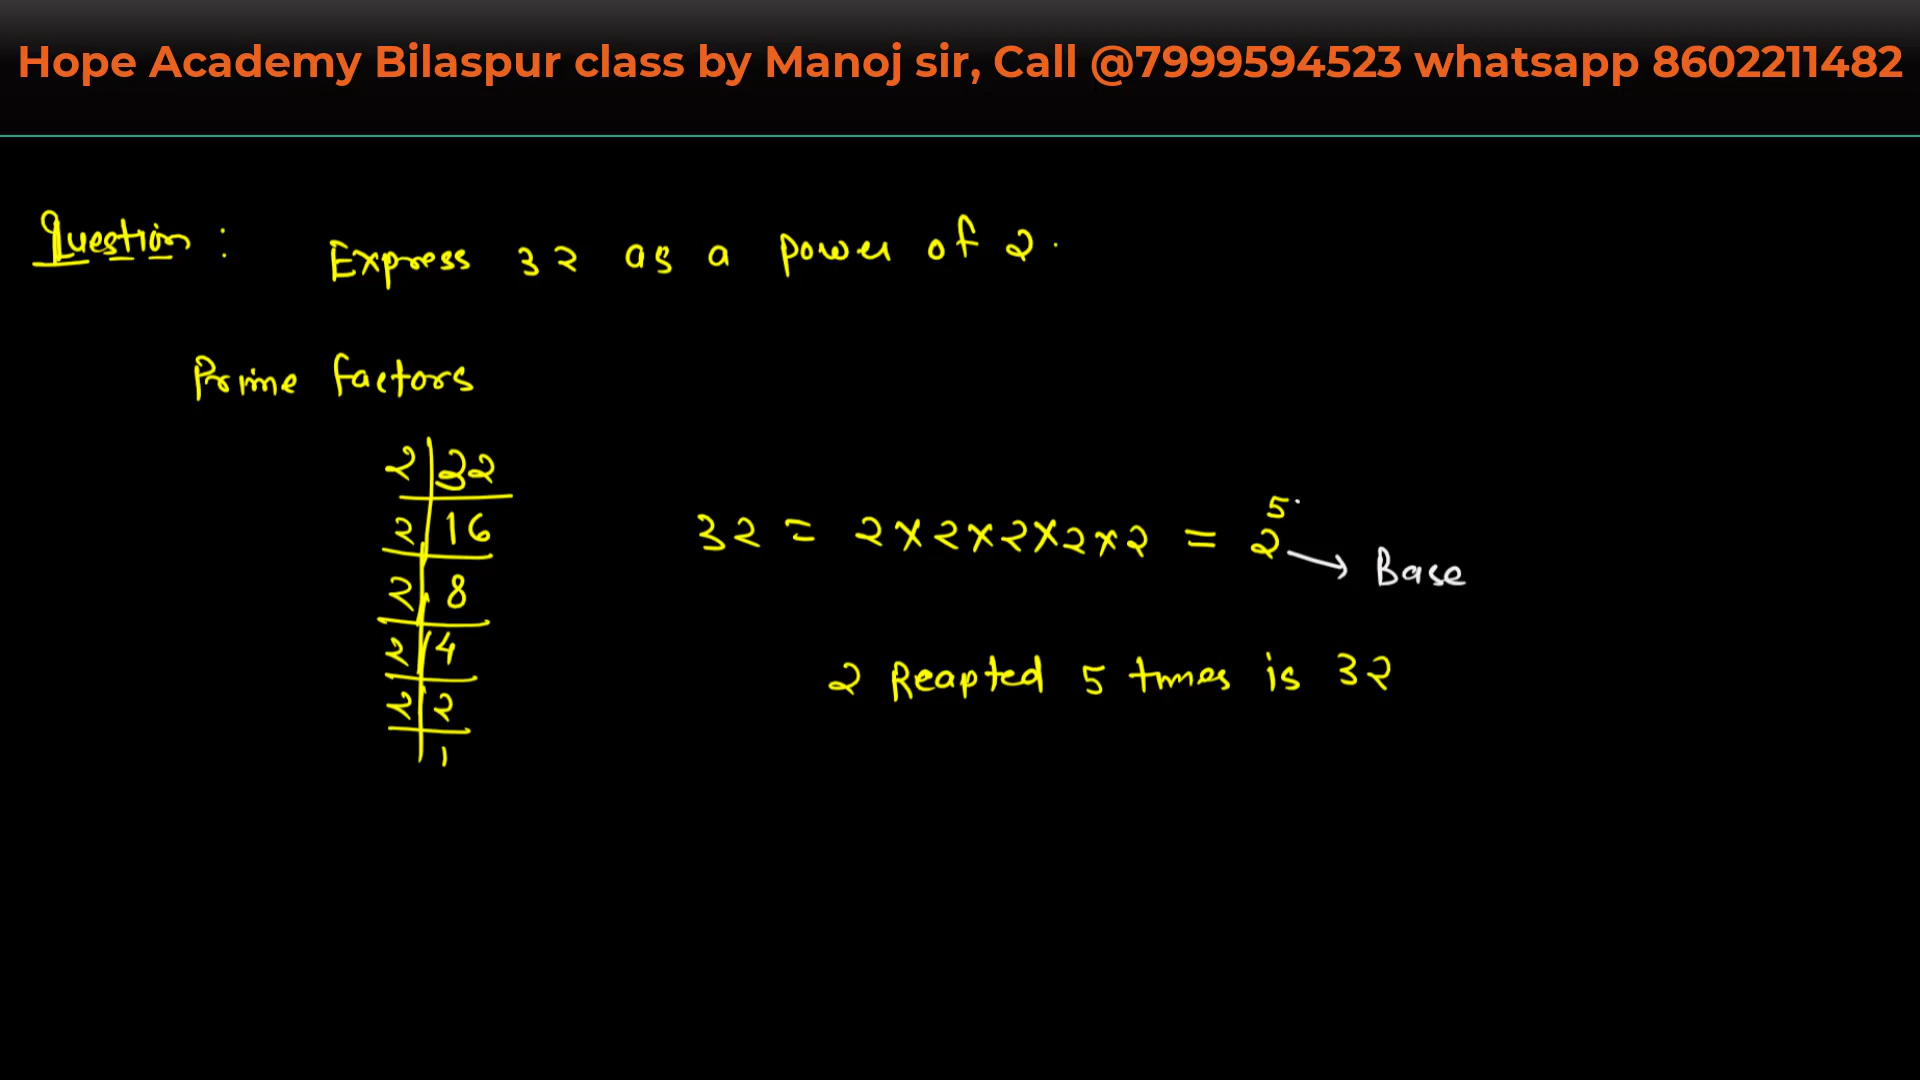 Hope Academy Bilaspur class by Manoj sir, Call @7999594523 whatsapp 8602211482
Question : Express 32 as a power of 2.
Prime factors
2 | 32
2 | 16
2 | 8
2 | 4
2 | 2
| 1
32 = 2×2×2×2×2 = 2⁵ → Base
2 Reapted 5 times is 32